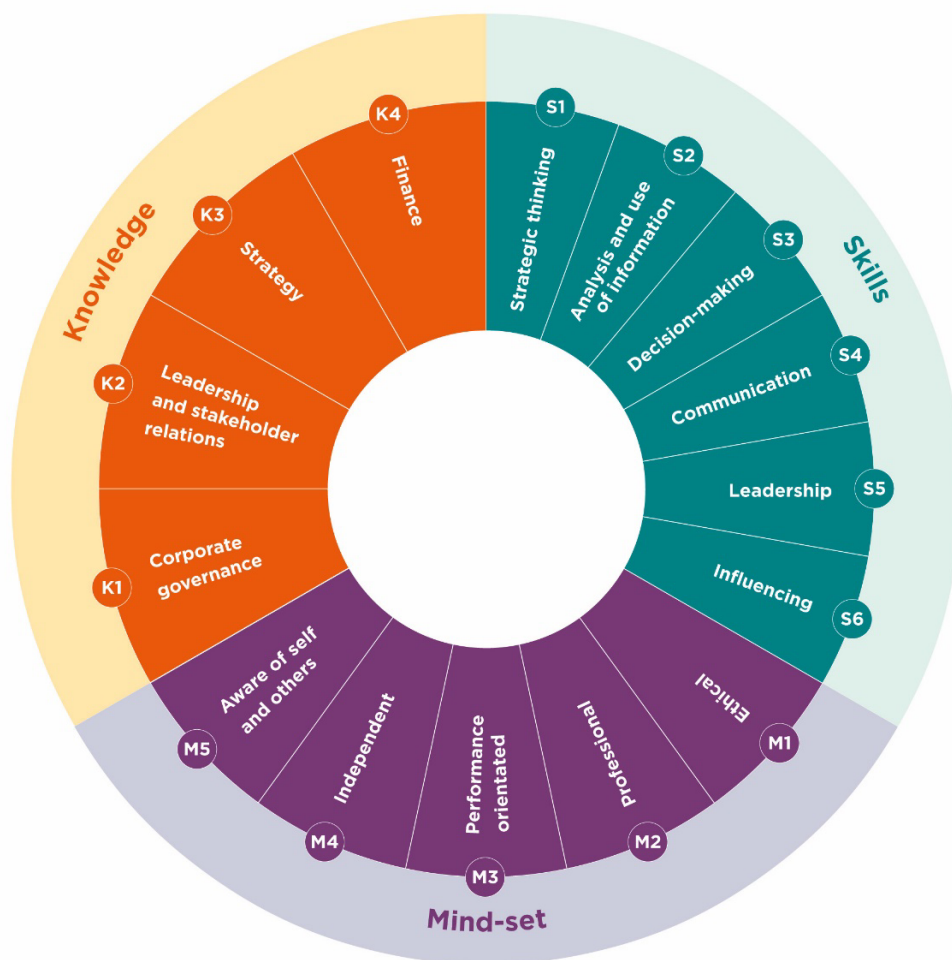 Knowledge
K1
Corporate
governance
K2
Leadership
and stakeholder
relations
K3
Strategy
K4
Finance
Skills
S1
Strategic thinking
S2
Analysis and use
of information
S3
Decision-making
S4
Communication
S5
Leadership
S6
Influencing
Mind-set
M1
Ethical
M2
Professional
M3
Performance
orientated
M4
Independent
M5
Aware of self
and others